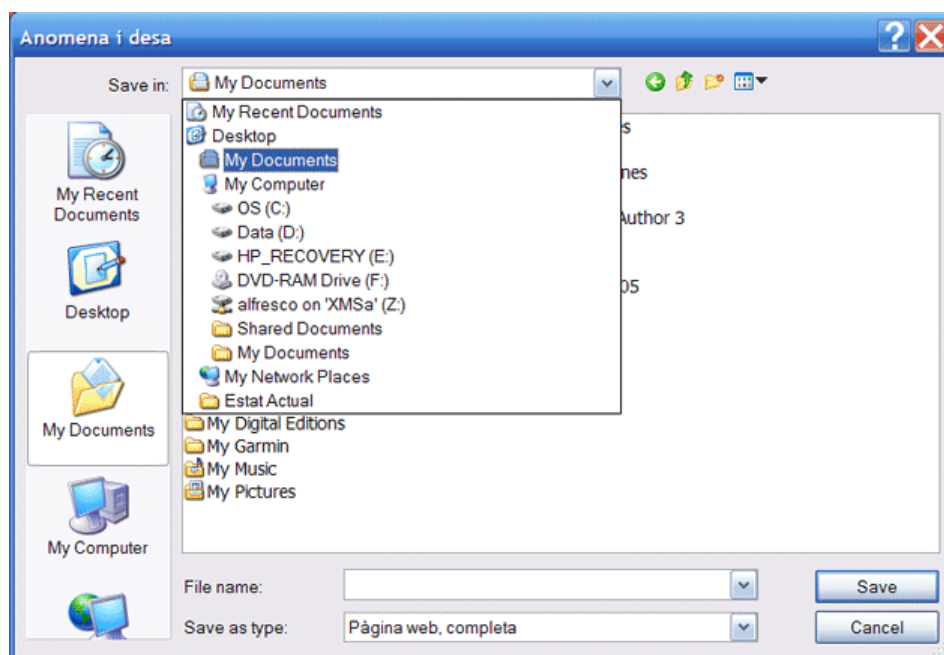 Anomena i desa
Save in:
My Documents
My Recent Documents
Desktop
My Documents
My Computer
OS (C:)
Data (D:)
HP_RECOVERY (E:)
DVD-RAM Drive (F:)
alfresco on 'XMSa' (Z:)
Shared Documents
My Documents
My Network Places
Estat Actual
Author 3
My Digital Editions
My Garmin
My Music
My Pictures
My Recent
Documents
Desktop
My Documents
My Computer
File name:
Save as type:
Pàgina web, completa
Save
Cancel